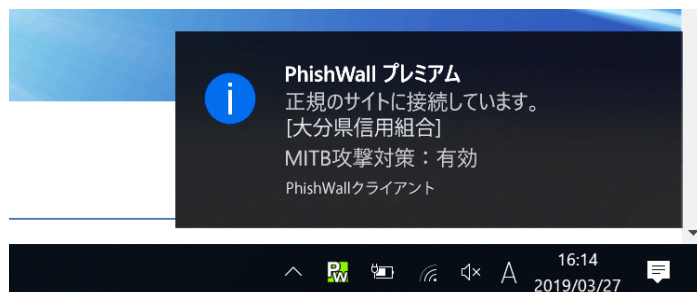 PhishWall プレミアム
正規のサイトに接続しています。
[大分県信用組合]
MITB攻撃対策：有効
PhishWallクライアント
PW
A
16:14
2019/03/27